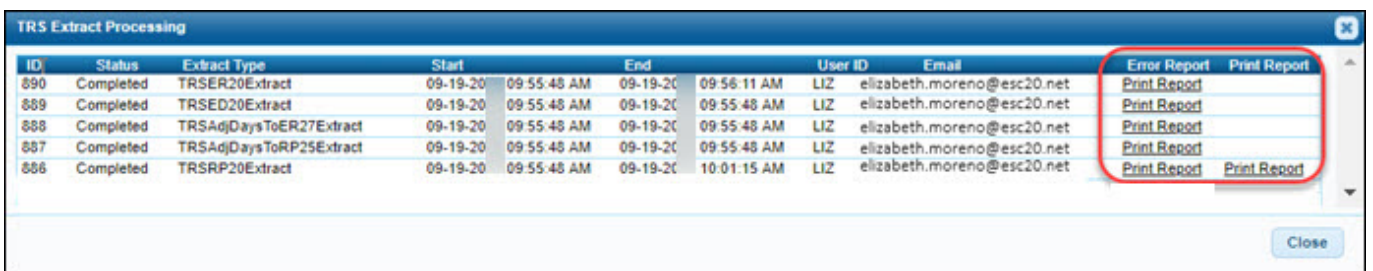 TRS Extract Processing
ID Status Extract Type Start End User ID Email Error Report Print Report
890 Completed TRSER20Extract 09-19-20 09:55:48 AM 09-19-20 09:56:11 AM LIZ elizabeth.moreno@esc20.net Print Report
889 Completed TRSED20Extract 09-19-20 09:55:48 AM 09-19-20 09:55:48 AM LIZ elizabeth.moreno@esc20.net Print Report
888 Completed TRSAdjDaysToER27Extract 09-19-20 09:55:48 AM 09-19-20 09:55:48 AM LIZ elizabeth.moreno@esc20.net Print Report
887 Completed TRSAdjDaysToRP25Extract 09-19-20 09:55:48 AM 09-19-20 09:55:48 AM LIZ elizabeth.moreno@esc20.net Print Report
886 Completed TRSRP20Extract 09-19-20 09:55:48 AM 09-19-20 10:01:15 AM LIZ elizabeth.moreno@esc20.net Print Report Print Report
Close